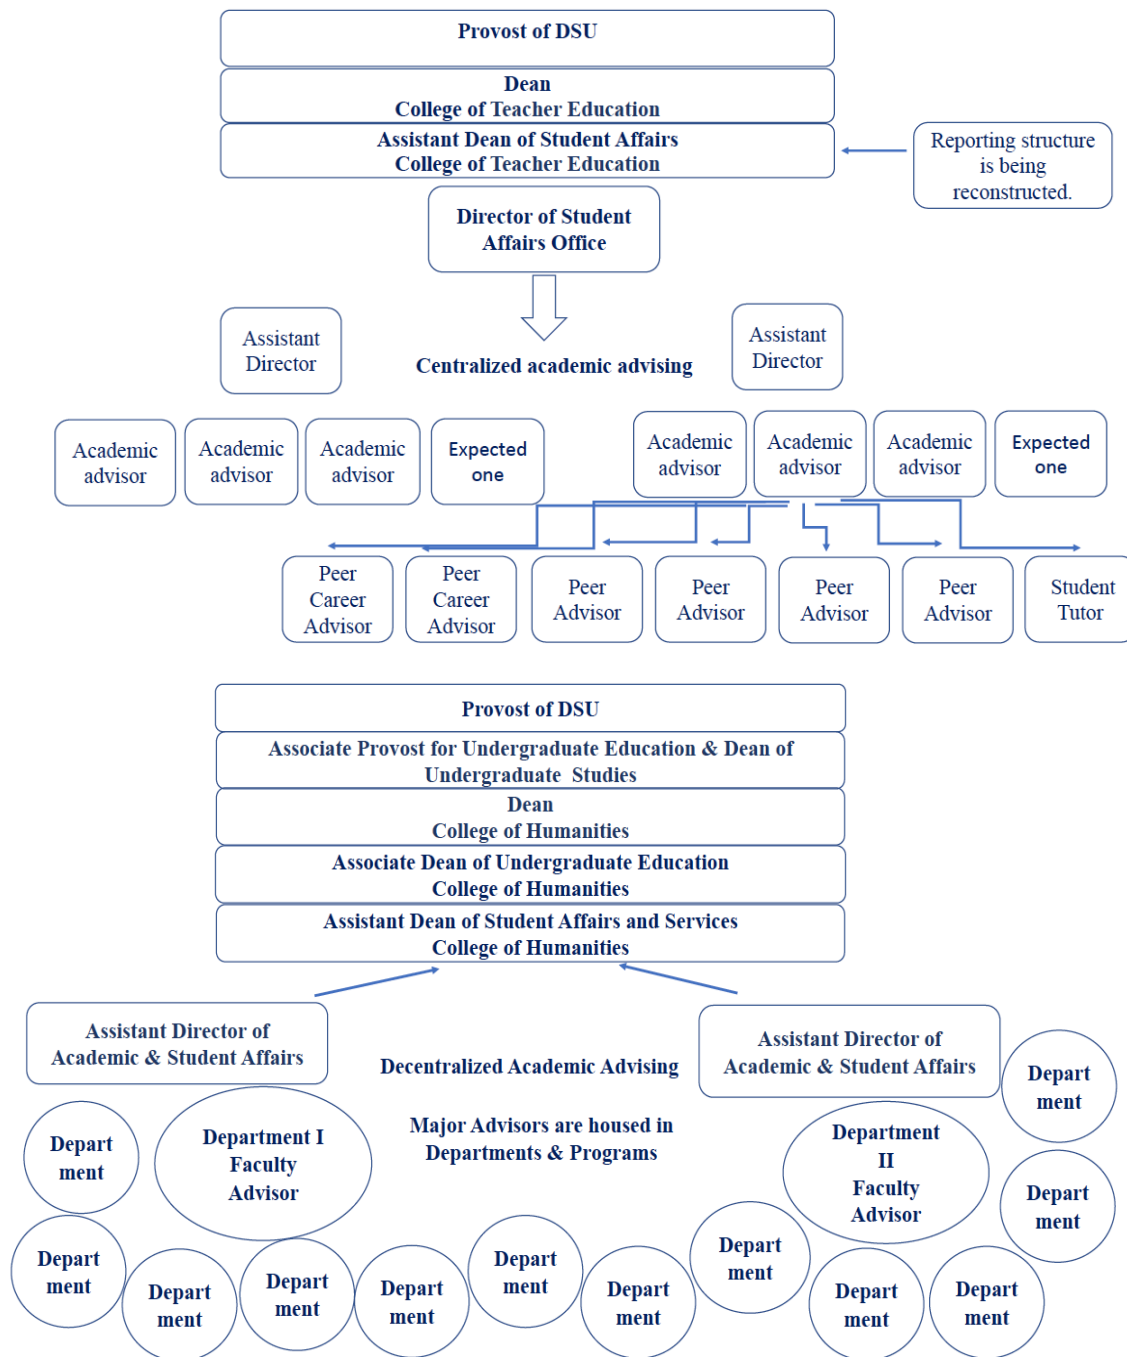 Provost of DSU
Dean
College of Teacher Education
Assistant Dean of Student Affairs
College of Teacher Education
Reporting structure
is being
reconstructed.
Director of Student
Affairs Office
Assistant
Director
Centralized academic advising
Assistant
Director
Academic
advisor
Academic
advisor
Academic
advisor
Expected
one
Academic
advisor
Academic
advisor
Academic
advisor
Expected
one
Peer
Career
Advisor
Peer
Career
Advisor
Peer
Advisor
Peer
Advisor
Peer
Advisor
Peer
Advisor
Student
Tutor
Provost of DSU
Associate Provost for Undergraduate Education & Dean of
Undergraduate Studies
Dean
College of Humanities
Associate Dean of Undergraduate Education
College of Humanities
Assistant Dean of Student Affairs and Services
College of Humanities
Assistant Director of
Academic & Student Affairs
Decentralized Academic Advising
Assistant Director of
Academic & Student Affairs
Depart
ment
Depart
ment
Department I
Faculty
Advisor
Major Advisors are housed in
Departments & Programs
Department
II
Faculty
Advisor
Depart
ment
Depart
ment
Depart
ment
Depart
ment
Depart
ment
Depart
ment
Depart
ment
Depart
ment
Depart
ment
Depart
ment